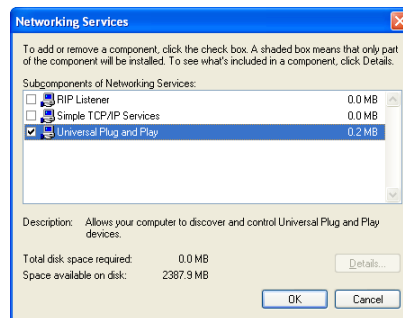 Networking Services
To add or remove a component, click the check box. A shaded box means that only part
of the component will be installed. To see what's included in a component, click Details.
Subcomponents of Networking Services:
RIP Listener 0.0 MB
Simple TCP/IP Services 0.0 MB
Universal Plug and Play 0.2 MB
Description: Allows your computer to discover and control Universal Plug and Play
devices.
Total disk space required: 0.0 MB
Details...
Space available on disk: 2387.9 MB
OK Cancel